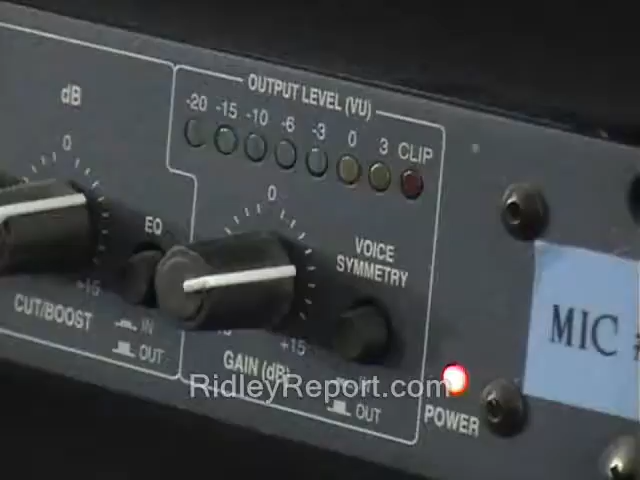 OUTPUT LEVEL (VU)
-20 -15 -10 -6 -3 0 3 CLIP
dB
0
0
EQ
VOICE
SYMMETRY
+15
+15
CUT/BOOST
IN
OUT
GAIN (dB)
OUT
POWER
MIC
RidleyReport.com